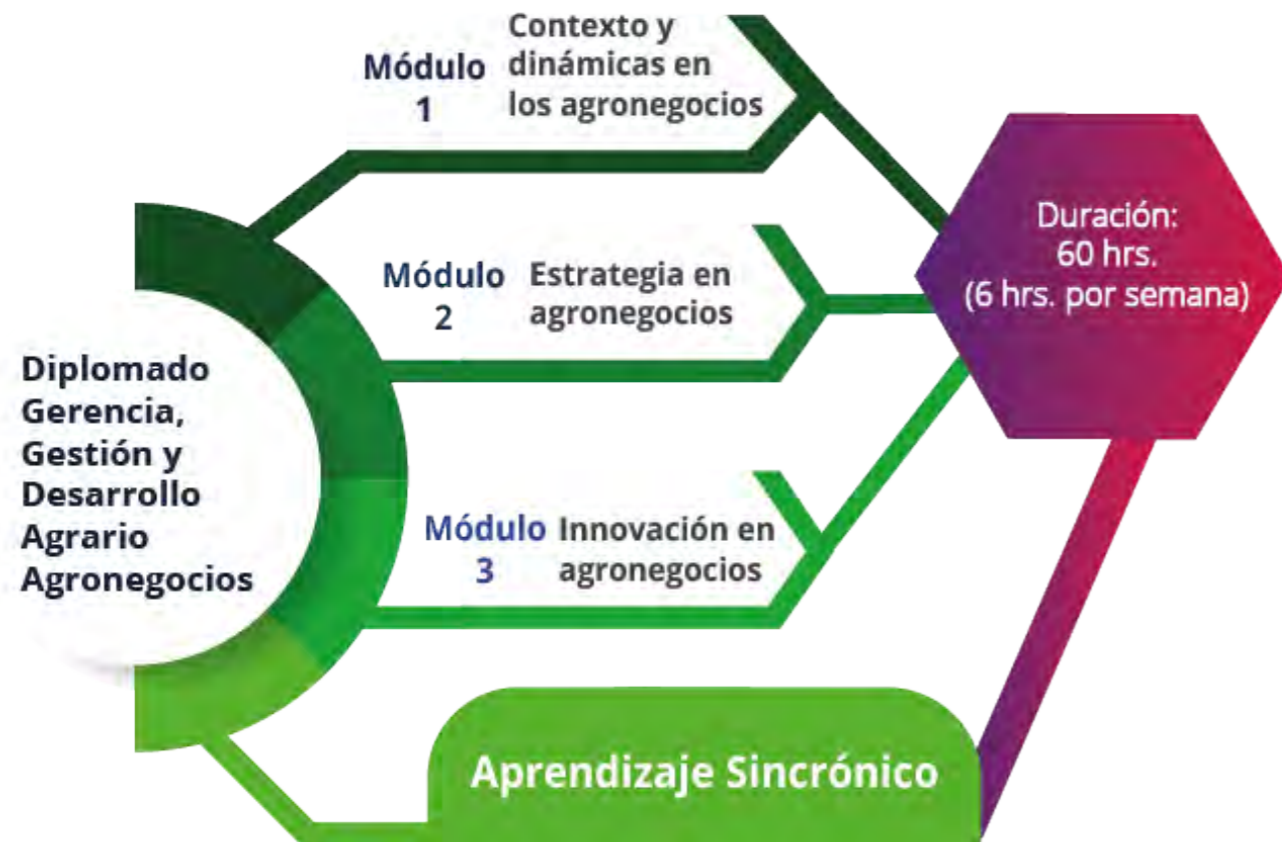 Contexto y
Módulo dinámicas en
1 los agronegocios
Duración:
60 hrs.
(6 hrs. por semana)
Módulo Estrategia en
2 agronegocios
Diplomado
Gerencia,
Gestión y
Desarrollo
Agrario
Agronegocios
Módulo Innovación en
3 agronegocios
Aprendizaje Sincrónico